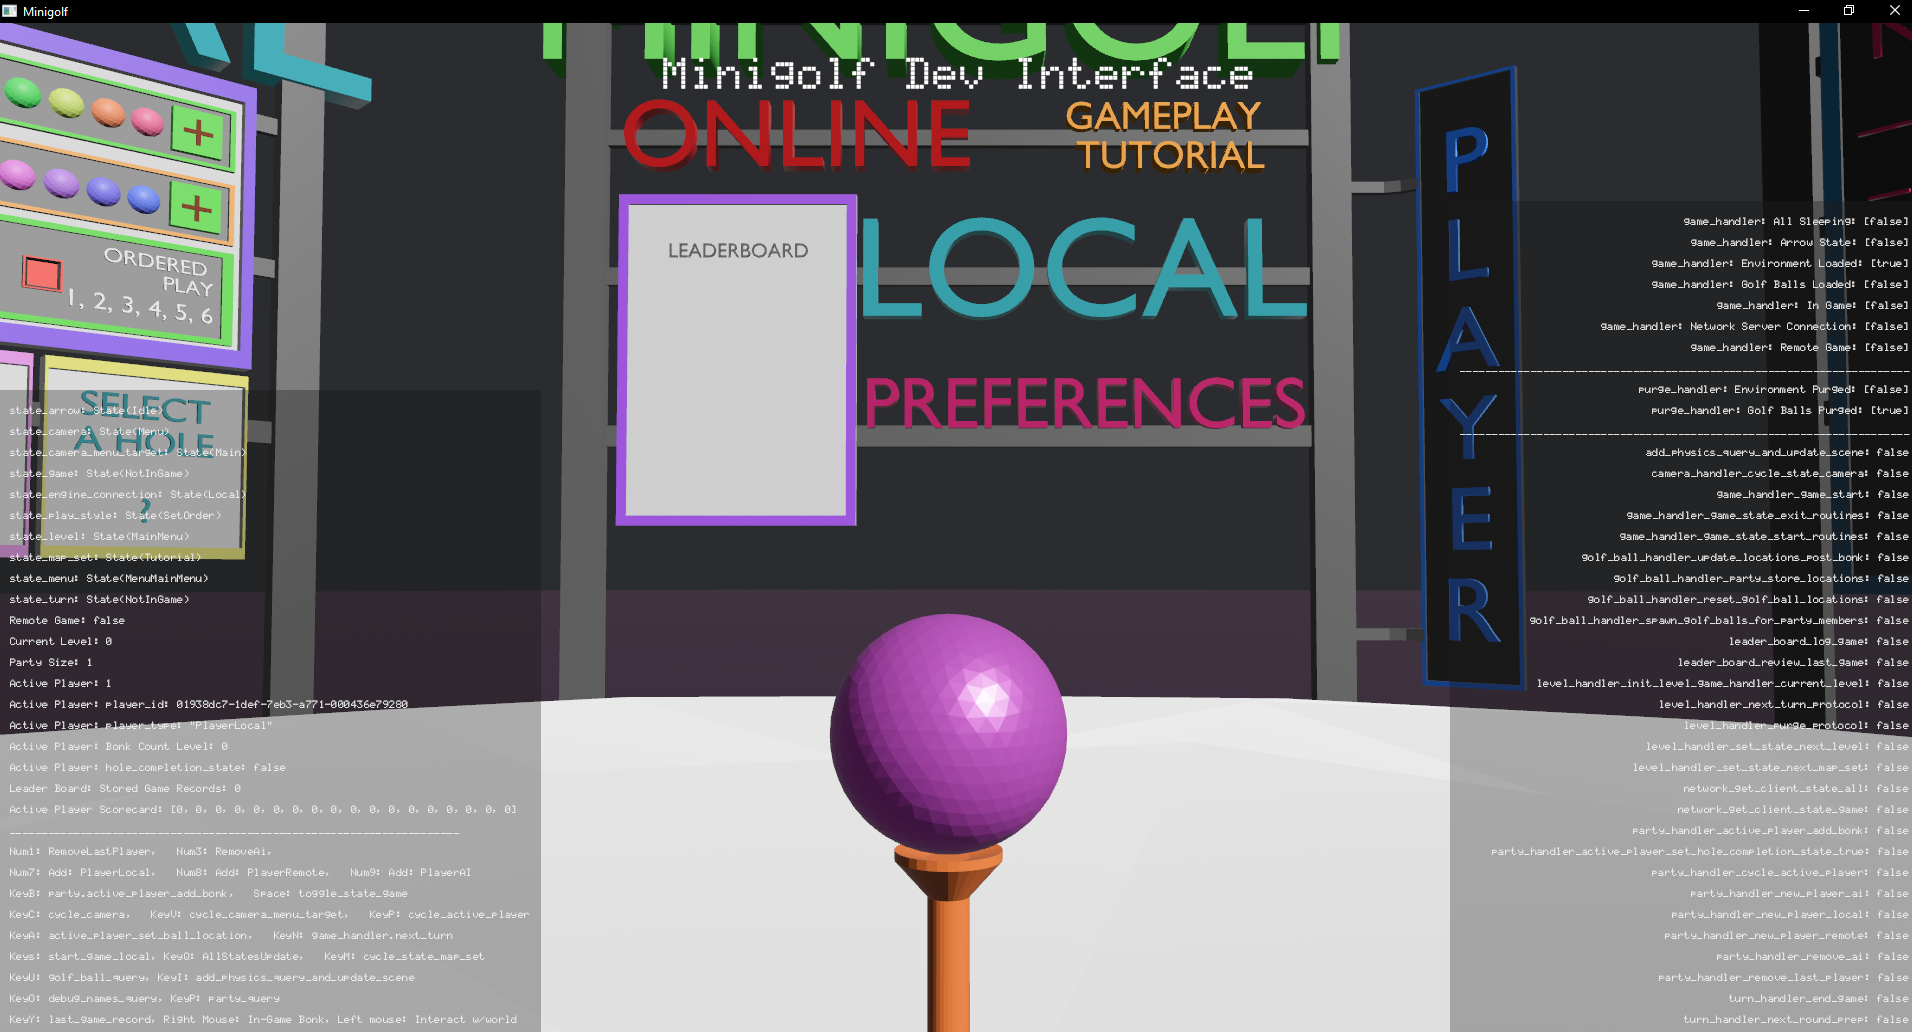 Minigolf
MINIGOLF
Minigolf Dev Interface
ONLINE
GAMEPLAY
TUTORIAL
LEADERBOARD
LOCAL
PREFERENCES
PLAYER
ORDERED
PLAY
1, 2, 3, 4, 5, 6
SELECT
A HOLE
?
state_arrow: State(Idle)
state_camera: State(Menu)
state_camera_menu_target: State(Main)
state_game: State(NotInGame)
state_engine_connection: State(Local)
state_play_style: State(SetOrder)
state_level: State(MainMenu)
state_map_set: State(Tutorial)
state_menu: State(MenuMainMenu)
state_turn: State(NotInGame)
Remote Game: false
Current Level: 0
Party Size: 1
Active Player: 1
Active Player: player_id: 01938dc7-1def-7eb3-a771-000436e79280
Active Player: player_type: "PlayerLocal"
Active Player: Bonk Count Level: 0
Active Player: hole_completion_state: false
Leader Board: Stored Game Records: 0
Active Player Scorecard: [0, 0, 0, 0, 0, 0, 0, 0, 0, 0, 0, 0, 0, 0, 0, 0, 0, 0]
Num1: RemoveLastPlayer, Num3: RemoveAi,
Num7: Add: PlayerLocal, Num8: Add: PlayerRemote, Num9: Add: PlayerAI
KeyB: party.active_player_add_bonk, Space: toggle_state_game
KeyC: cycle_camera, KeyV: cycle_camera_menu_target, KeyP: cycle_active_player
KeyA: active_player_set_ball_location, KeyN: game_handler.next_turn
Keys: start_game_local, KeyQ: AllStatesUpdate, KeyM: cycle_state_map_set
KeyU: golf_ball_query, KeyI: add_physics_query_and_update_scene
KeyO: debug_names_query, KeyP: party_query
KeyY: last_game_record, Right Mouse: In-Game Bonk, Left mouse: Interact w/world
game_handler: All Sleeping: [false]
game_handler: Arrow State: [false]
game_handler: Environment Loaded: [true]
game_handler: Golf Balls Loaded: [false]
game_handler: In Game: [false]
game_handler: Network Server Connection: [false]
game_handler: Remote Game: [false]
purge_handler: Environment Purged: [false]
purge_handler: Golf Balls Purged: [true]
add_physics_query_and_update_scene: false
camera_handler_cycle_state_camera: false
game_handler_game_start: false
game_handler_game_state_exit_routines: false
game_handler_game_state_start_routines: false
golf_ball_handler_update_locations_post_bonk: false
golf_ball_handler_party_store_locations: false
golf_ball_handler_reset_golf_ball_locations: false
golf_ball_handler_spawn_golf_balls_for_party_members: false
leader_board_log_game: false
leader_board_review_last_game: false
level_handler_init_level_game_handler_current_level: false
level_handler_next_turn_protocol: false
level_handler_purge_protocol: false
level_handler_set_state_next_level: false
level_handler_set_state_next_map_set: false
network_get_client_state_all: false
network_get_client_state_game: false
party_handler_active_player_add_bonk: false
party_handler_active_player_set_hole_completion_state_true: false
party_handler_cycle_active_player: false
party_handler_new_player_ai: false
party_handler_new_player_local: false
party_handler_new_player_remote: false
party_handler_remove_ai: false
party_handler_remove_last_player: false
turn_handler_end_game: false
turn_handler_next_round_prep: false